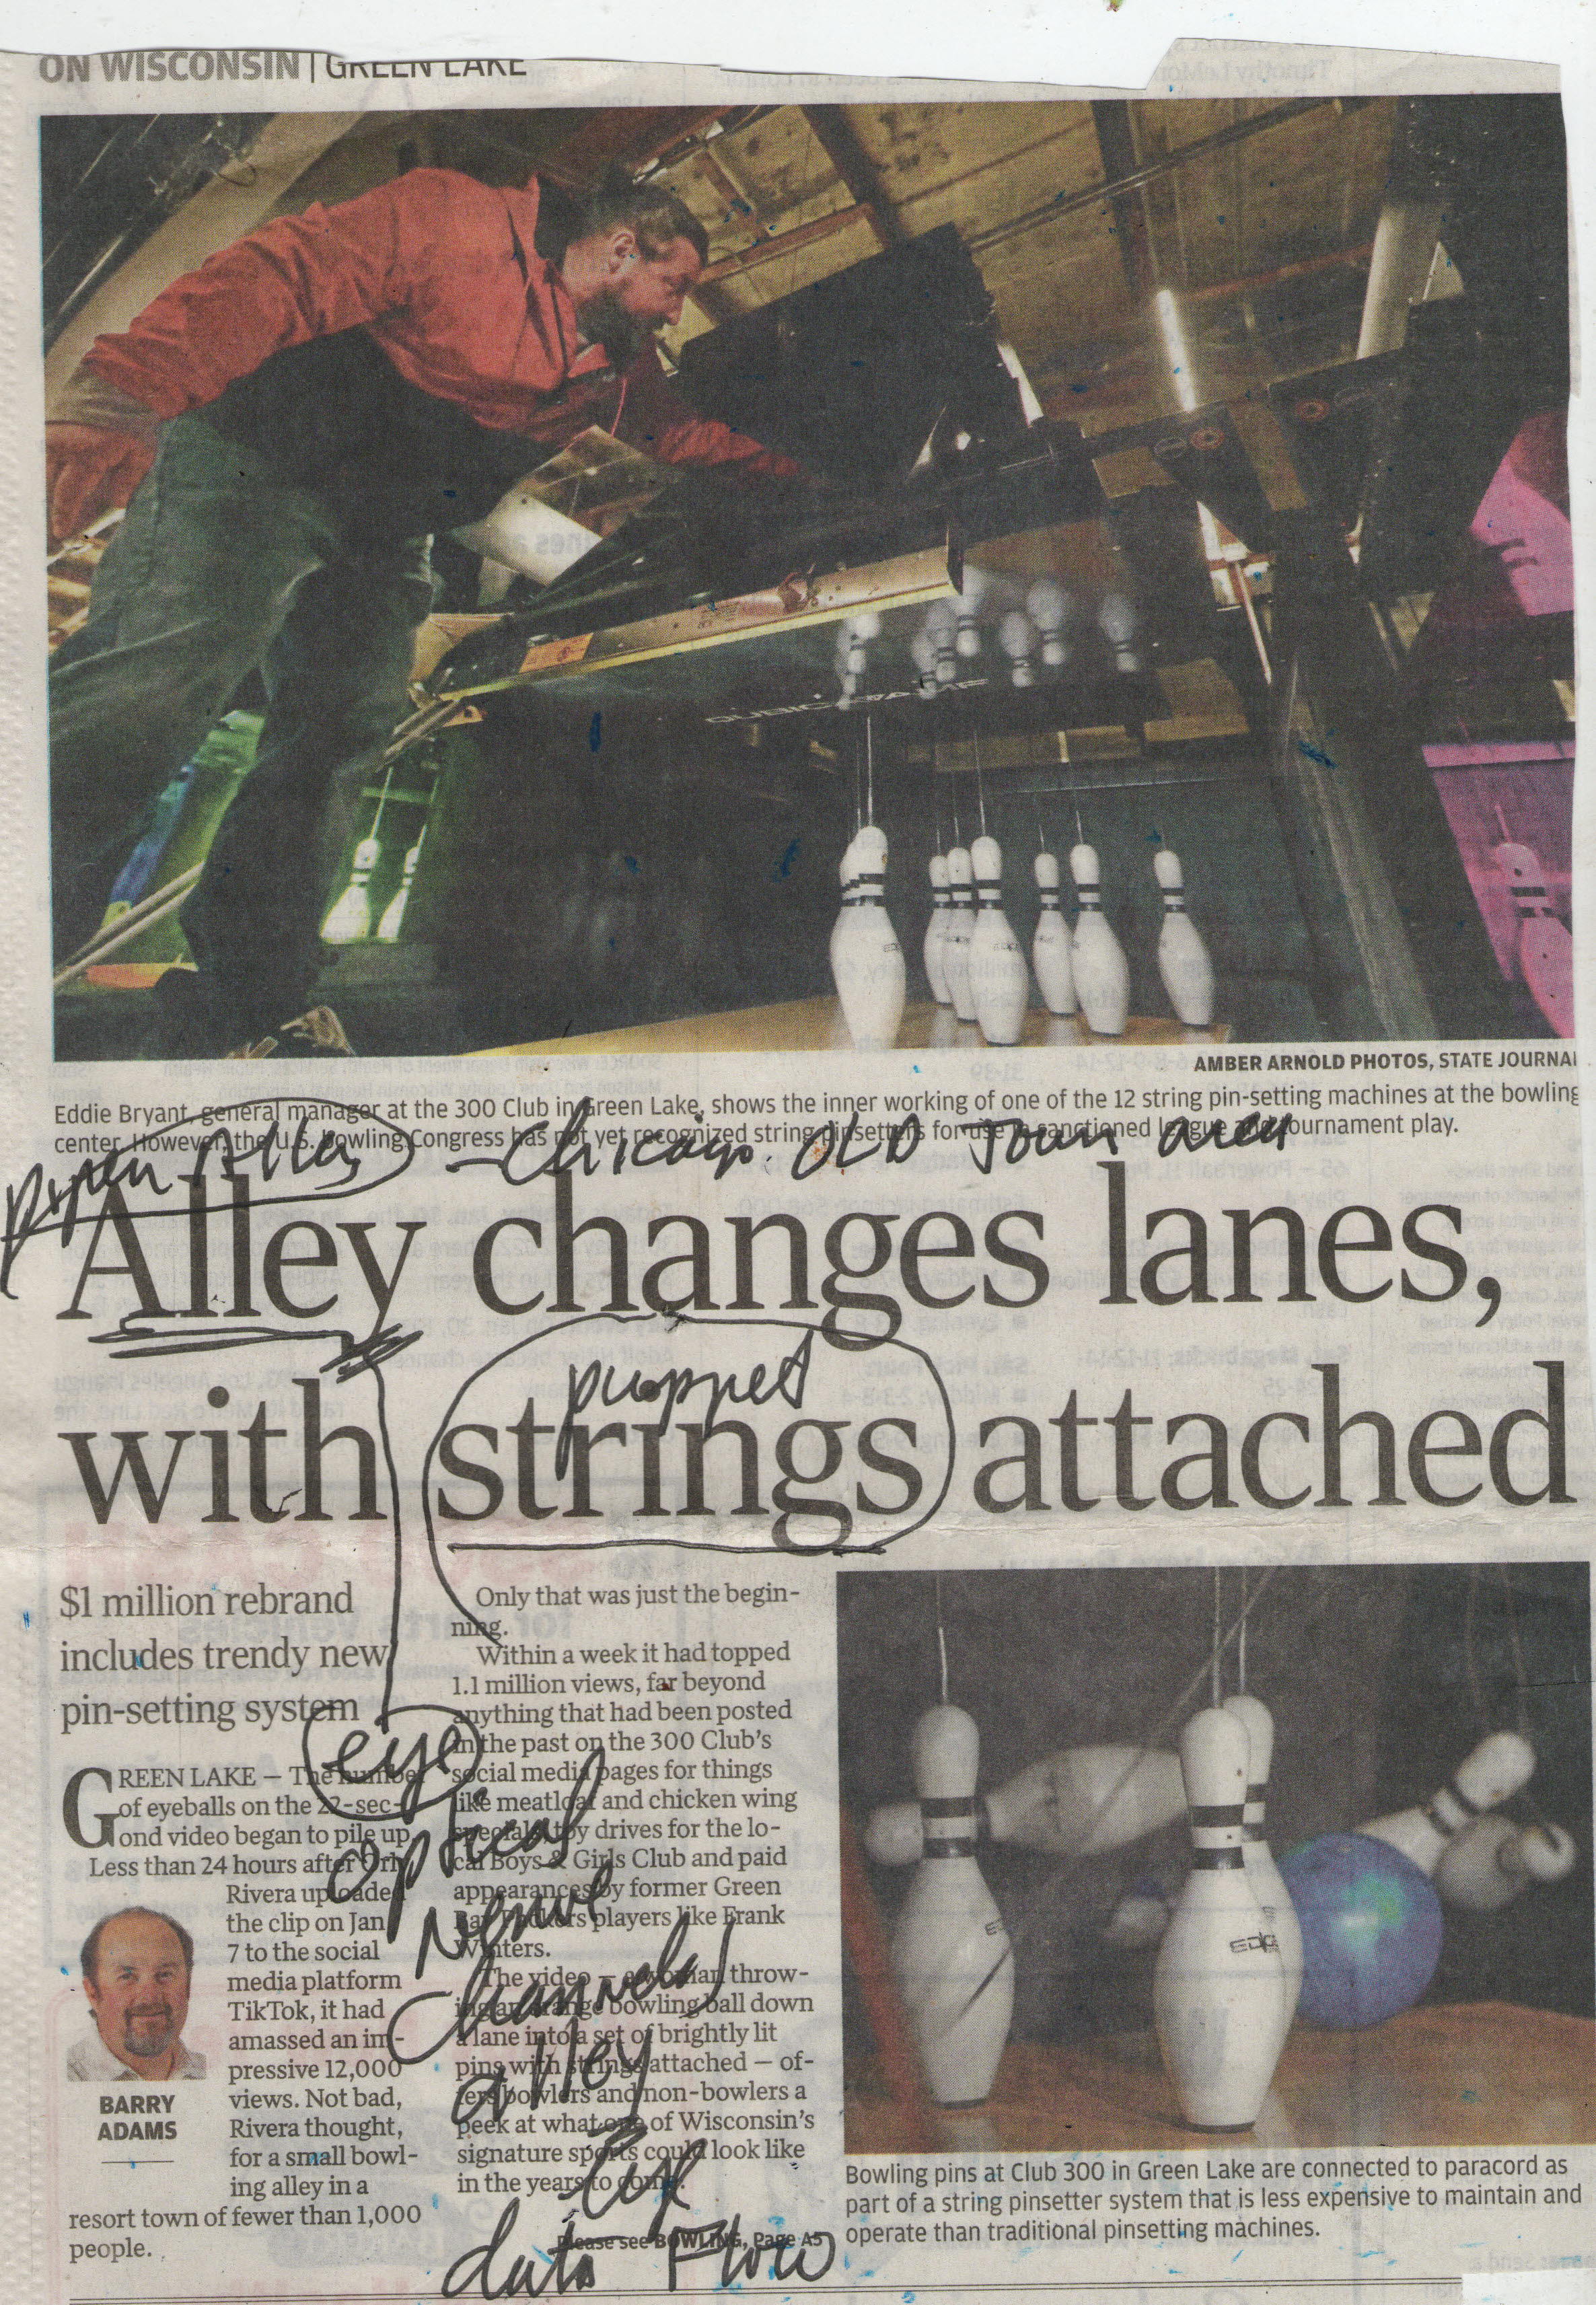 ON WISCONSIN | GREEN LAKE
CUBIC
AMBER ARNOLD PHOTOS, STATE JOURNAL
Eddie Bryant, general manager at the 300 Club in Green Lake, shows the inner working of one of the 12 string pin-setting machines at the bowling
center. However, the U.S. Bowling Congress has not yet recognized string pinsetters for use in sanctioned league and tournament play.
Alley - Chicago. OLD Town area
Alley changes lanes,
puppet
with strings attached
$1 million rebrand
includes trendy new
pin-setting system
eye
optical
Nerve
Channels
alley
eye
data Flow
GREEN LAKE — The number
of eyeballs on the 22-sec-
ond video began to pile up.
Less than 24 hours after Orly
Rivera uploaded
the clip on Jan.
7 to the social
media platform
TikTok, it had
amassed an im-
pressive 12,000
views. Not bad,
Rivera thought,
for a small bowl-
ing alley in a
resort town of fewer than 1,000
people.
BARRY
ADAMS
Only that was just the begin-
ning.
Within a week it had topped
1.1 million views, far beyond
anything that had been posted
in the past on the 300 Club's
social media pages for things
like meatloaf and chicken wing
specials, toy drives for the lo-
cal Boys & Girls Club and paid
appearances by former Green
Bay Packers players like Frank
Winters.
The video — a woman throw-
ing an orange bowling ball down
a lane into a set of brightly lit
pins with strings attached — of-
fers bowlers and non-bowlers a
peek at what one of Wisconsin's
signature sports could look like
in the years to come.
Please see BOWLING, Page A5
EDGE
Bowling pins at Club 300 in Green Lake are connected to paracord as
part of a string pinsetter system that is less expensive to maintain and
operate than traditional pinsetting machines.